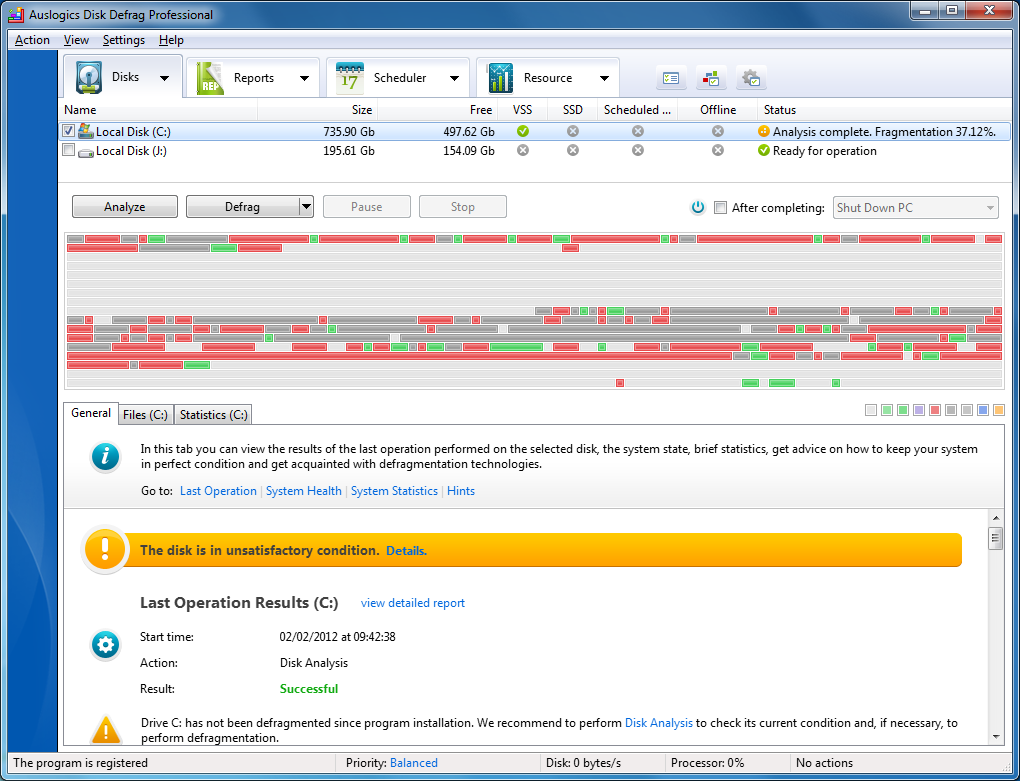 Auslogics Disk Defrag Professional
Action View Settings Help
Disks REP Reports 17 Scheduler Resource
Name Size Free VSS SSD Scheduled ... Offline Status
Local Disk (C:) 735.90 Gb 497.62 Gb Analysis complete. Fragmentation 37.12%.
Local Disk (J:) 195.61 Gb 154.09 Gb Ready for operation
Analyze Defrag Pause Stop After completing: Shut Down PC
General Files (C:) Statistics (C:)
In this tab you can view the results of the last operation performed on the selected disk, the system state, brief statistics, get advice on how to keep your system
in perfect condition and get acquainted with defragmentation technologies.
Go to: Last Operation | System Health | System Statistics | Hints
The disk is in unsatisfactory condition. Details.
Last Operation Results (C:) view detailed report
Start time: 02/02/2012 at 09:42:38
Action: Disk Analysis
Result: Successful
Drive C: has not been defragmented since program installation. We recommend to perform Disk Analysis to check its current condition and, if necessary, to
perform defragmentation.
The program is registered Priority: Balanced Disk: 0 bytes/s Processor: 0% No actions